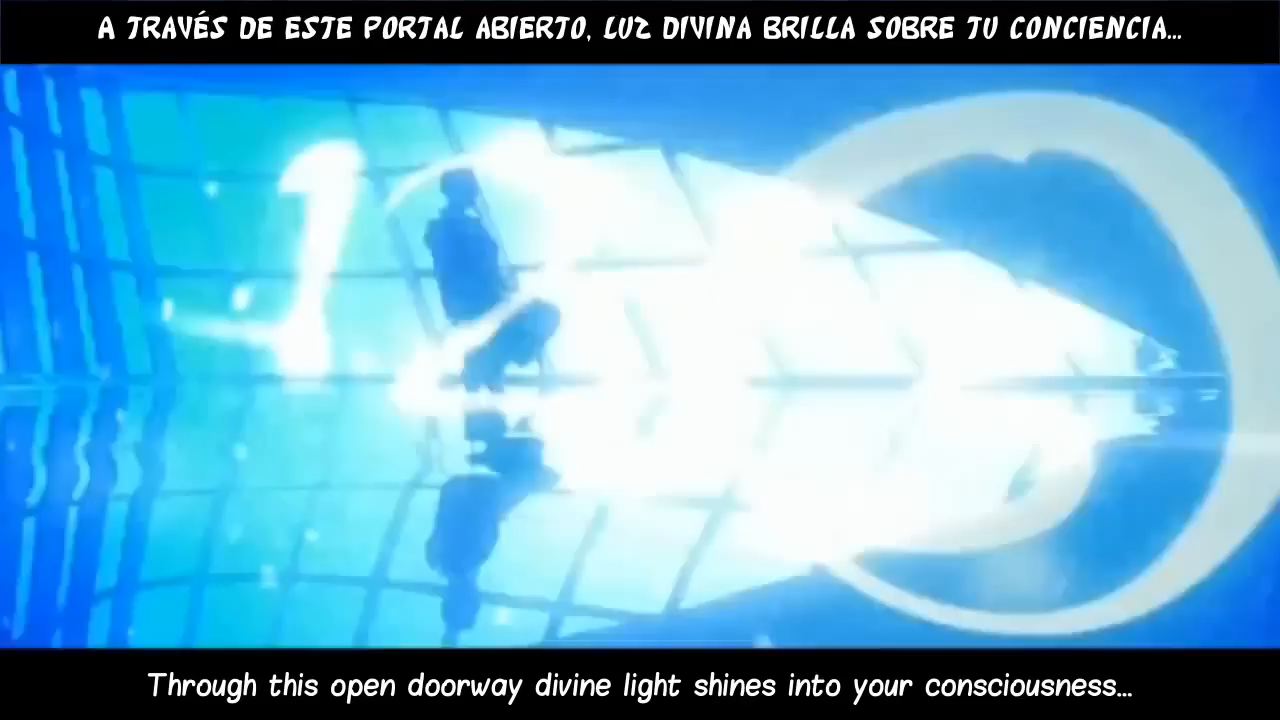 A TRAVÉS DE ESTE PORTAL ABIERTO, LUZ DIVINA BRILLA SOBRE TU CONCIENCIA...
Through this open doorway divine light shines into your consciousness...